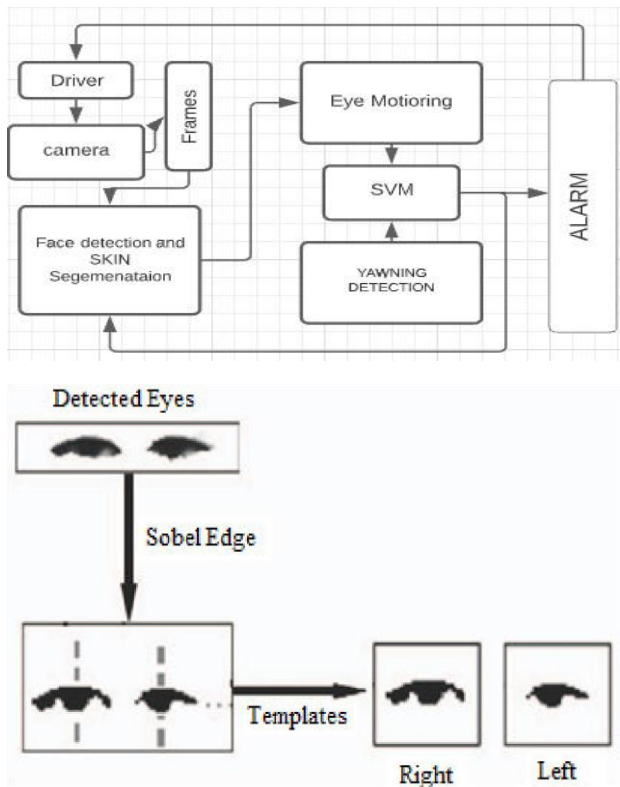 Driver
camera
Frames
Face detection and
SKIN
Segemenataion
Eye Motioring
SVM
YAWNING
DETECTION
ALARM
Detected Eyes
Sobel Edge
Templates
Right
Left